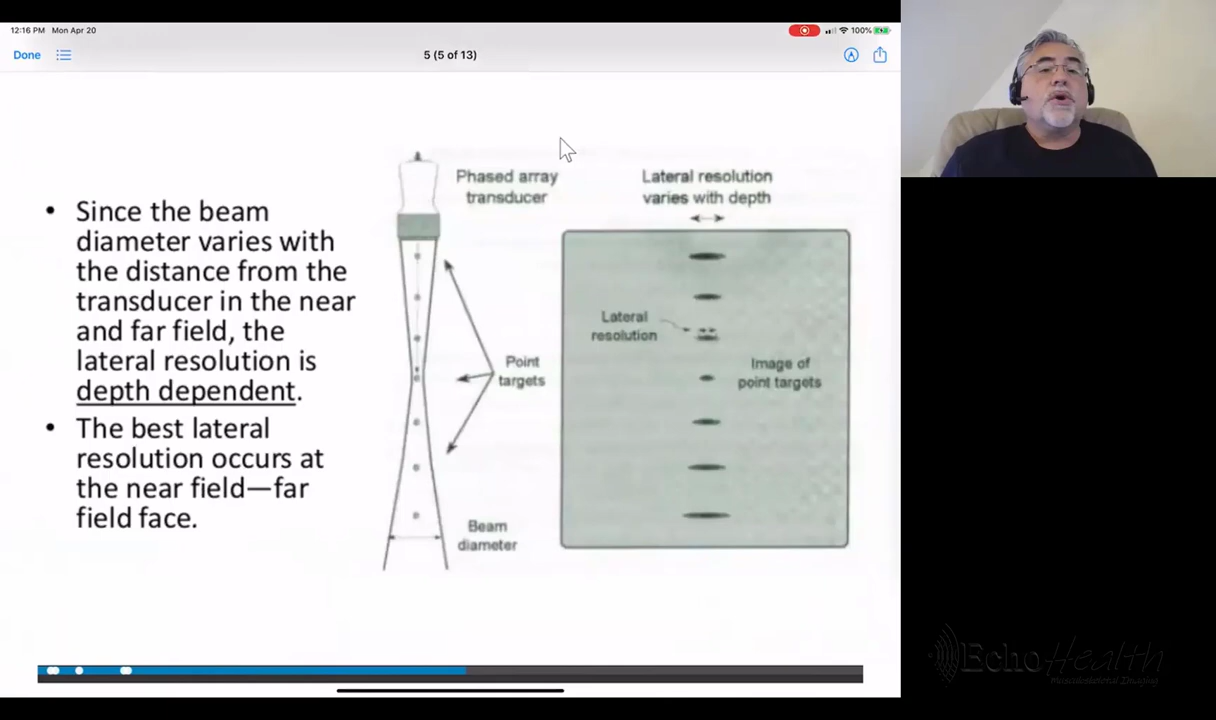 12:16 PM Mon Apr 20
100%
Done
5 (5 of 13)
• Since the beam
diameter varies with
the distance from the
transducer in the near
and far field, the
lateral resolution is
depth dependent.
• The best lateral
resolution occurs at
the near field—far
field face.
Phased array
transducer
Point
targets
Beam
diameter
Lateral resolution
varies with depth
Lateral
resolution
Image of
point targets
EchoHealth
Musculoskeletal Imaging